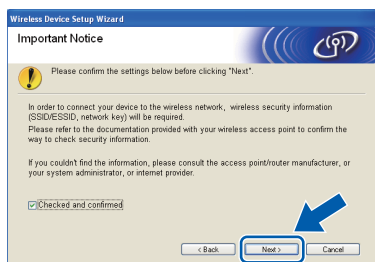 Wireless Device Setup Wizard
Important Notice
Please confirm the settings below before clicking "Next".
In order to connect your device to the wireless network, wireless security information
(SSID/ESSID, network key) will be required.
Please refer to the documentation provided with your wireless access point to confirm the
way to check security information.
If you couldn't find the information, please consult the access point/router manufacturer, or
your system administrator, or internet provider.
Checked and confirmed
< Back
Next >
Cancel